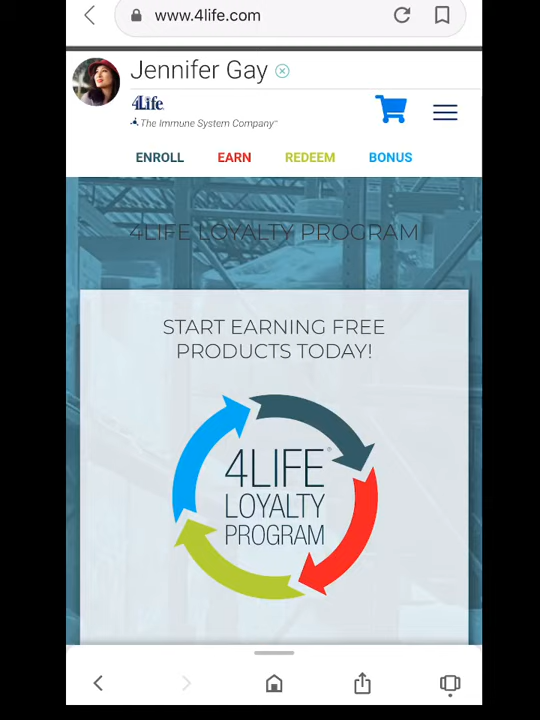 www.4life.com
Jennifer Gay
4Life
The Immune System Company™
ENROLL EARN REDEEM BONUS
4LIFE LOYALTY PROGRAM
START EARNING FREE
PRODUCTS TODAY!
4LIFE®
LOYALTY
PROGRAM